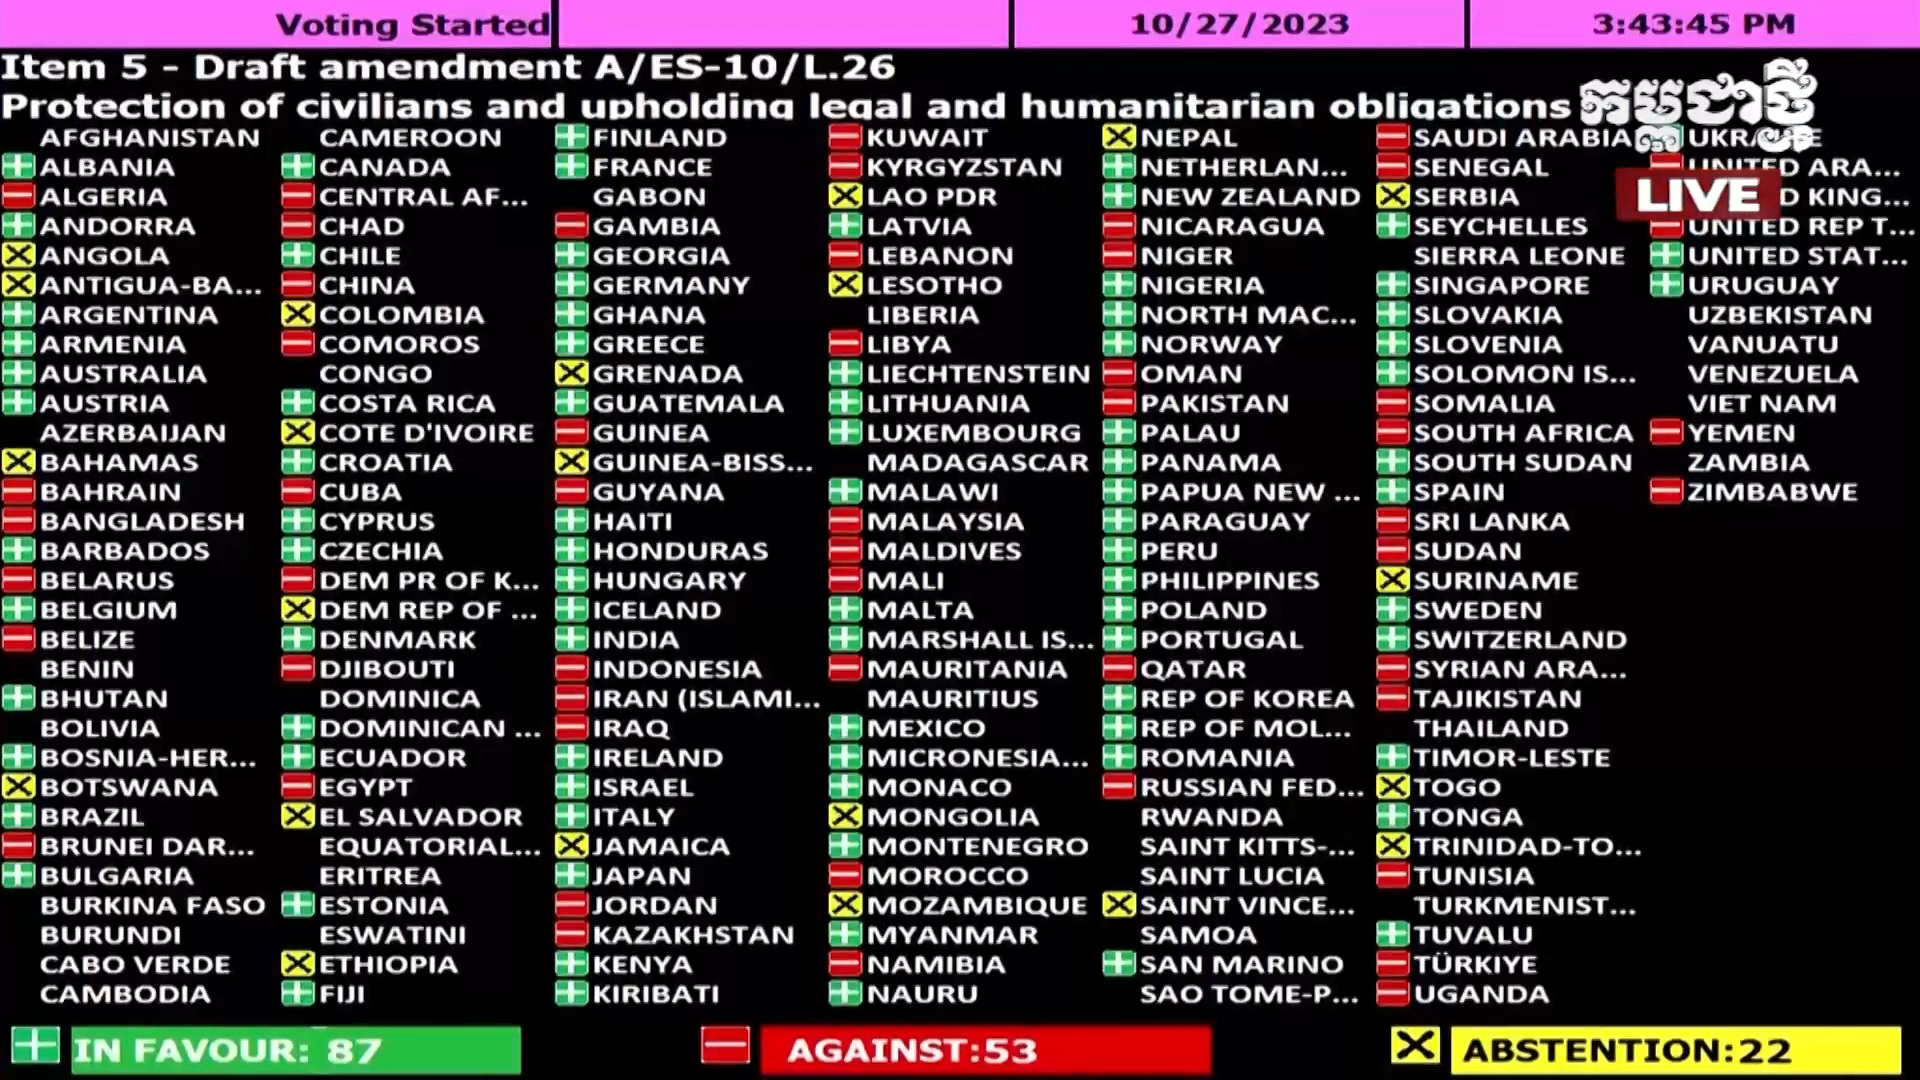 Voting Started 10/27/2023 3:43:45 PM
Item 5 - Draft amendment A/ES-10/L.26
Protection of civilians and upholding legal and humanitarian obligations
កម្ពុជាថ្មី
LIVE
AFGHANISTAN CAMEROON FINLAND KUWAIT NEPAL SAUDI ARABIA UKRAINE
ALBANIA CANADA FRANCE KYRGYZSTAN NETHERLAN... SENEGAL UNITED ARA...
ALGERIA CENTRAL AF... GABON LAO PDR NEW ZEALAND SERBIA KING...
ANDORRA CHAD GAMBIA LATVIA NICARAGUA SEYCHELLES UNITED REP T...
ANGOLA CHILE GEORGIA LEBANON NIGER SIERRA LEONE UNITED STAT...
ANTIGUA-BA... CHINA GERMANY LESOTHO NIGERIA SINGAPORE URUGUAY
ARGENTINA COLOMBIA GHANA LIBERIA NORTH MAC... SLOVAKIA UZBEKISTAN
ARMENIA COMOROS GREECE LIBYA NORWAY SLOVENIA VANUATU
AUSTRALIA CONGO GRENADA LIECHTENSTEIN OMAN SOLOMON IS... VENEZUELA
AUSTRIA COSTA RICA GUATEMALA LITHUANIA PAKISTAN SOMALIA VIET NAM
AZERBAIJAN COTE D'IVOIRE GUINEA LUXEMBOURG PALAU SOUTH AFRICA YEMEN
BAHAMAS CROATIA GUINEA-BISS... MADAGASCAR PANAMA SOUTH SUDAN ZAMBIA
BAHRAIN CUBA GUYANA MALAWI PAPUA NEW ... SPAIN ZIMBABWE
BANGLADESH CYPRUS HAITI MALAYSIA PARAGUAY SRI LANKA
BARBADOS CZECHIA HONDURAS MALDIVES PERU SUDAN
BELARUS DEM PR OF K... HUNGARY MALI PHILIPPINES SURINAME
BELGIUM DEM REP OF ... ICELAND MALTA POLAND SWEDEN
BELIZE DENMARK INDIA MARSHALL IS... PORTUGAL SWITZERLAND
BENIN DJIBOUTI INDONESIA MAURITANIA QATAR SYRIAN ARA...
BHUTAN DOMINICA IRAN (ISLAMI... MAURITIUS REP OF KOREA TAJIKISTAN
BOLIVIA DOMINICAN ... IRAQ MEXICO REP OF MOL... THAILAND
BOSNIA-HER... ECUADOR IRELAND MICRONESIA... ROMANIA TIMOR-LESTE
BOTSWANA EGYPT ISRAEL MONACO RUSSIAN FED... TOGO
BRAZIL EL SALVADOR ITALY MONGOLIA RWANDA TONGA
BRUNEI DAR... EQUATORIAL... JAMAICA MONTENEGRO SAINT KITTS-... TRINIDAD-TO...
BULGARIA ERITREA JAPAN MOROCCO SAINT LUCIA TUNISIA
BURKINA FASO ESTONIA JORDAN MOZAMBIQUE SAINT VINCE... TURKMENIST...
BURUNDI ESWATINI KAZAKHSTAN MYANMAR SAMOA TUVALU
CABO VERDE ETHIOPIA KENYA NAMIBIA SAN MARINO TÜRKIYE
CAMBODIA FIJI KIRIBATI NAURU SAO TOME-P... UGANDA
IN FAVOUR: 87 AGAINST:53 ABSTENTION:22